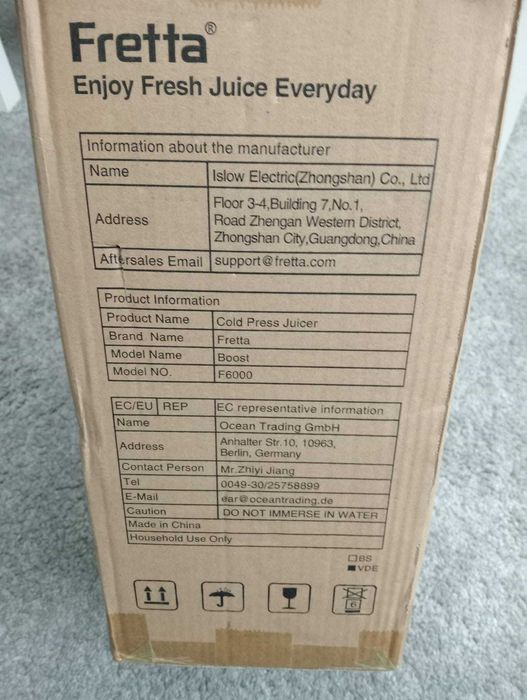 Fretta®
Enjoy Fresh Juice Everyday
Information about the manufacturer
Name Islow Electric(Zhongshan) Co., Ltd
Address Floor 3-4,Building 7,No.1,
Road Zhengan Western District,
Zhongshan City,Guangdong,China
Aftersales Email support@fretta.com
Product Information
Product Name Cold Press Juicer
Brand Name Fretta
Model Name Boost
Model NO. F6000
EC/EU REP EC representative information
Name Ocean Trading GmbH
Address Anhalter Str.10, 10963,
Berlin, Germany
Contact Person Mr.Zhiyi Jiang
Tel 0049-30/25758899
E-Mail ear@oceantrading.de
Caution DO NOT IMMERSE IN WATER
Made in China
Household Use Only
BS
VDE
6